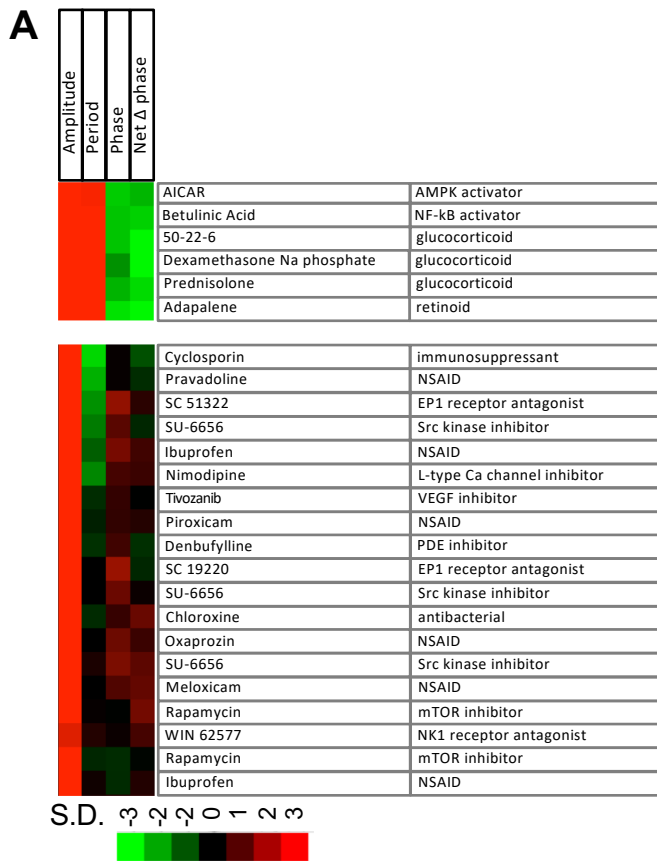 A
Amplitude
Period
Phase
Net Δ phase
AICAR AMPK activator
Betulinic Acid NF-kB activator
50-22-6 glucocorticoid
Dexamethasone Na phosphate glucocorticoid
Prednisolone glucocorticoid
Adapalene retinoid
Cyclosporin immunosuppressant
Pravadoline NSAID
SC 51322 EP1 receptor antagonist
SU-6656 Src kinase inhibitor
Ibuprofen NSAID
Nimodipine L-type Ca channel inhibitor
Tivozanib VEGF inhibitor
Piroxicam NSAID
Denbufylline PDE inhibitor
SC 19220 EP1 receptor antagonist
SU-6656 Src kinase inhibitor
Chloroxine antibacterial
Oxaprozin NSAID
SU-6656 Src kinase inhibitor
Meloxicam NSAID
Rapamycin mTOR inhibitor
WIN 62577 NK1 receptor antagonist
Rapamycin mTOR inhibitor
Ibuprofen NSAID
S.D. -3 -2 -2 0 1 2 3